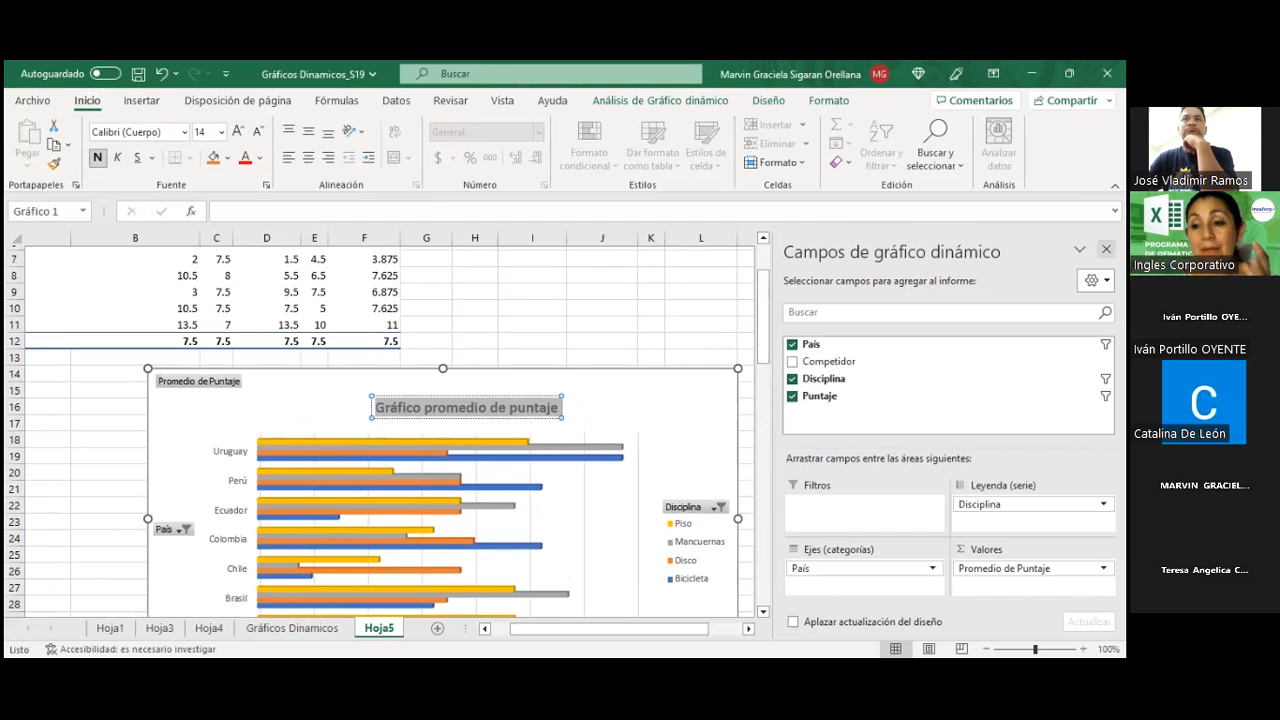 Autoguardado
Gráficos Dinamicos_S19
Buscar
Marvin Graciela Sigaran Orellana
MG
Archivo
Inicio
Insertar
Disposición de página
Fórmulas
Datos
Revisar
Vista
Ayuda
Análisis de Gráfico dinámico
Diseño
Formato
Comentarios
Compartir
Pegar
Calibri (Cuerpo)
14
N K S
General
Formato condicional
Dar formato como tabla
Estilos de celda
Insertar
Eliminar
Formato
Ordenar y filtrar
Buscar y seleccionar
Analizar datos
Portapapeles
Fuente
Alineación
Número
Estilos
Celdas
Edición
Análisis
Gráfico 1
fx
B C D E F G H I J K L
7 2 7.5 1.5 4.5 3.875
8 10.5 8 5.5 6.5 7.625
9 3 7.5 9.5 7.5 6.875
10 10.5 7.5 7.5 5 7.625
11 13.5 7 13.5 10 11
12 7.5 7.5 7.5 7.5 7.5
13
14
15
16
18
19
20
21
22
23
24
25
26
27
28
Promedio de Puntaje
Gráfico promedio de puntaje
Uruguay
Perú
Ecuador
Colombia
Chile
Brasil
País
Disciplina
Piso
Mancuernas
Disco
Bicicleta
Campos de gráfico dinámico
Seleccionar campos para agregar al informe:
Buscar
País
Competidor
Disciplina
Puntaje
Arrastrar campos entre las áreas siguientes:
Filtros
Leyenda (serie)
Disciplina
Ejes (categorías)
País
Valores
Promedio de Puntaje
Aplazar actualización del diseño
Actualizar
Hoja1
Hoja3
Hoja4
Gráficos Dinamicos
Hoja5
Listo
Accesibilidad: es necesario investigar
100%
José Vladimir Ramos
PROGRAMA
DE OFIMATIC
Ingles Corporativo
Iván Portillo OYE...
Iván Portillo OYENTE
C
Catalina De León
MARVIN GRACIEL...
Teresa Angelica C...